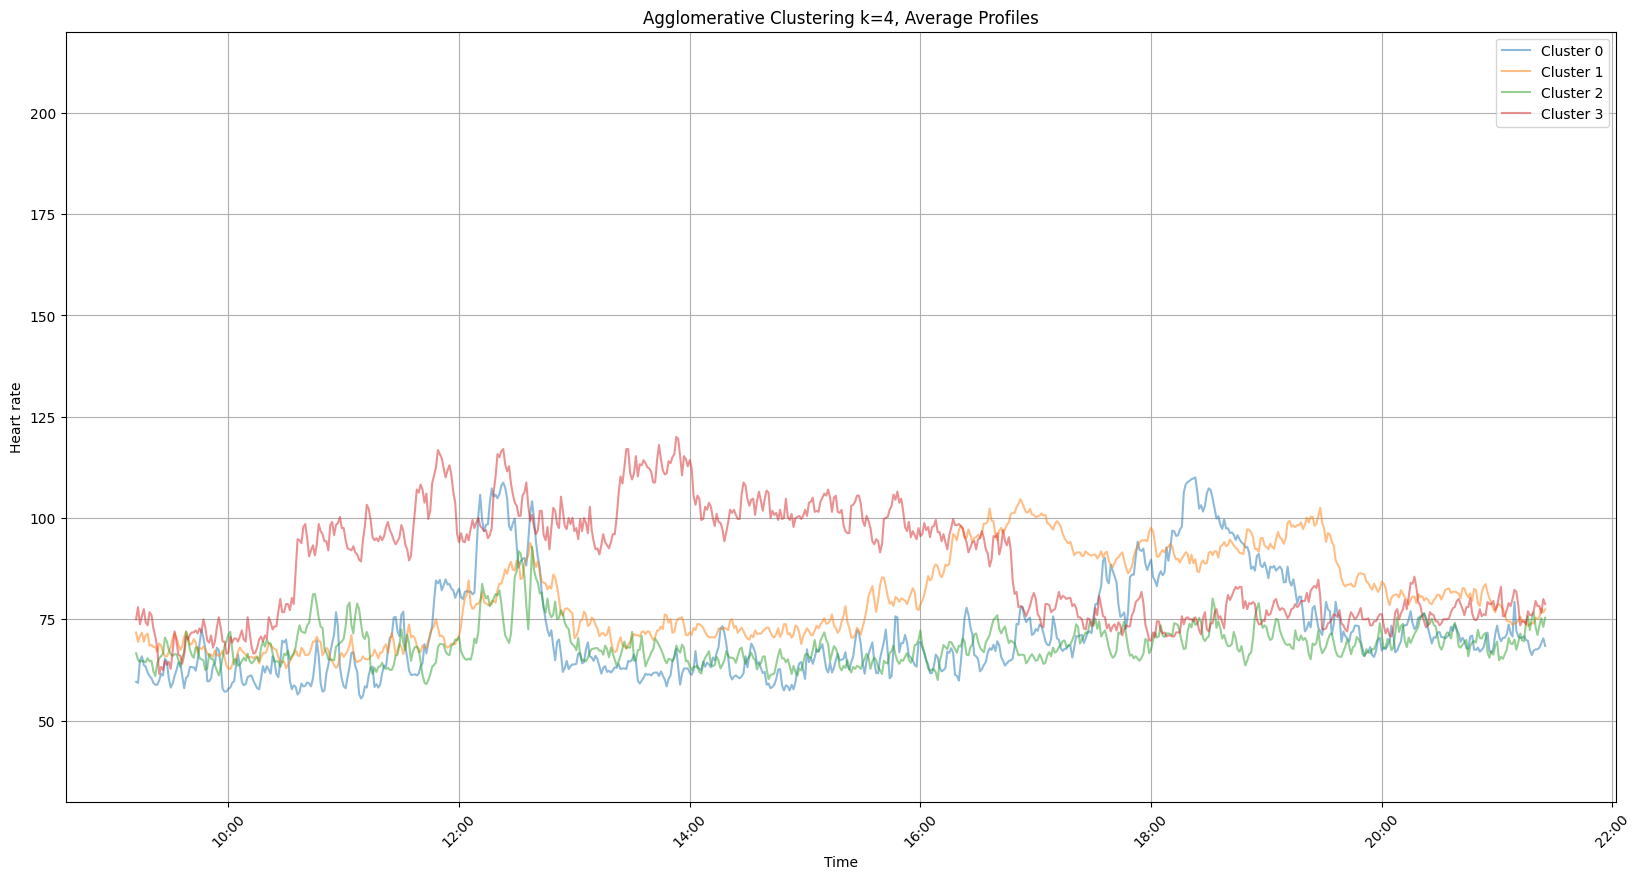 Agglomerative Clustering k=4, Average Profiles
Cluster 0
Cluster 1
Cluster 2
Cluster 3
200
175
150
125
100
75
50
Heart rate
10:00
12:00
14:00
16:00
18:00
20:00
22:00
Time